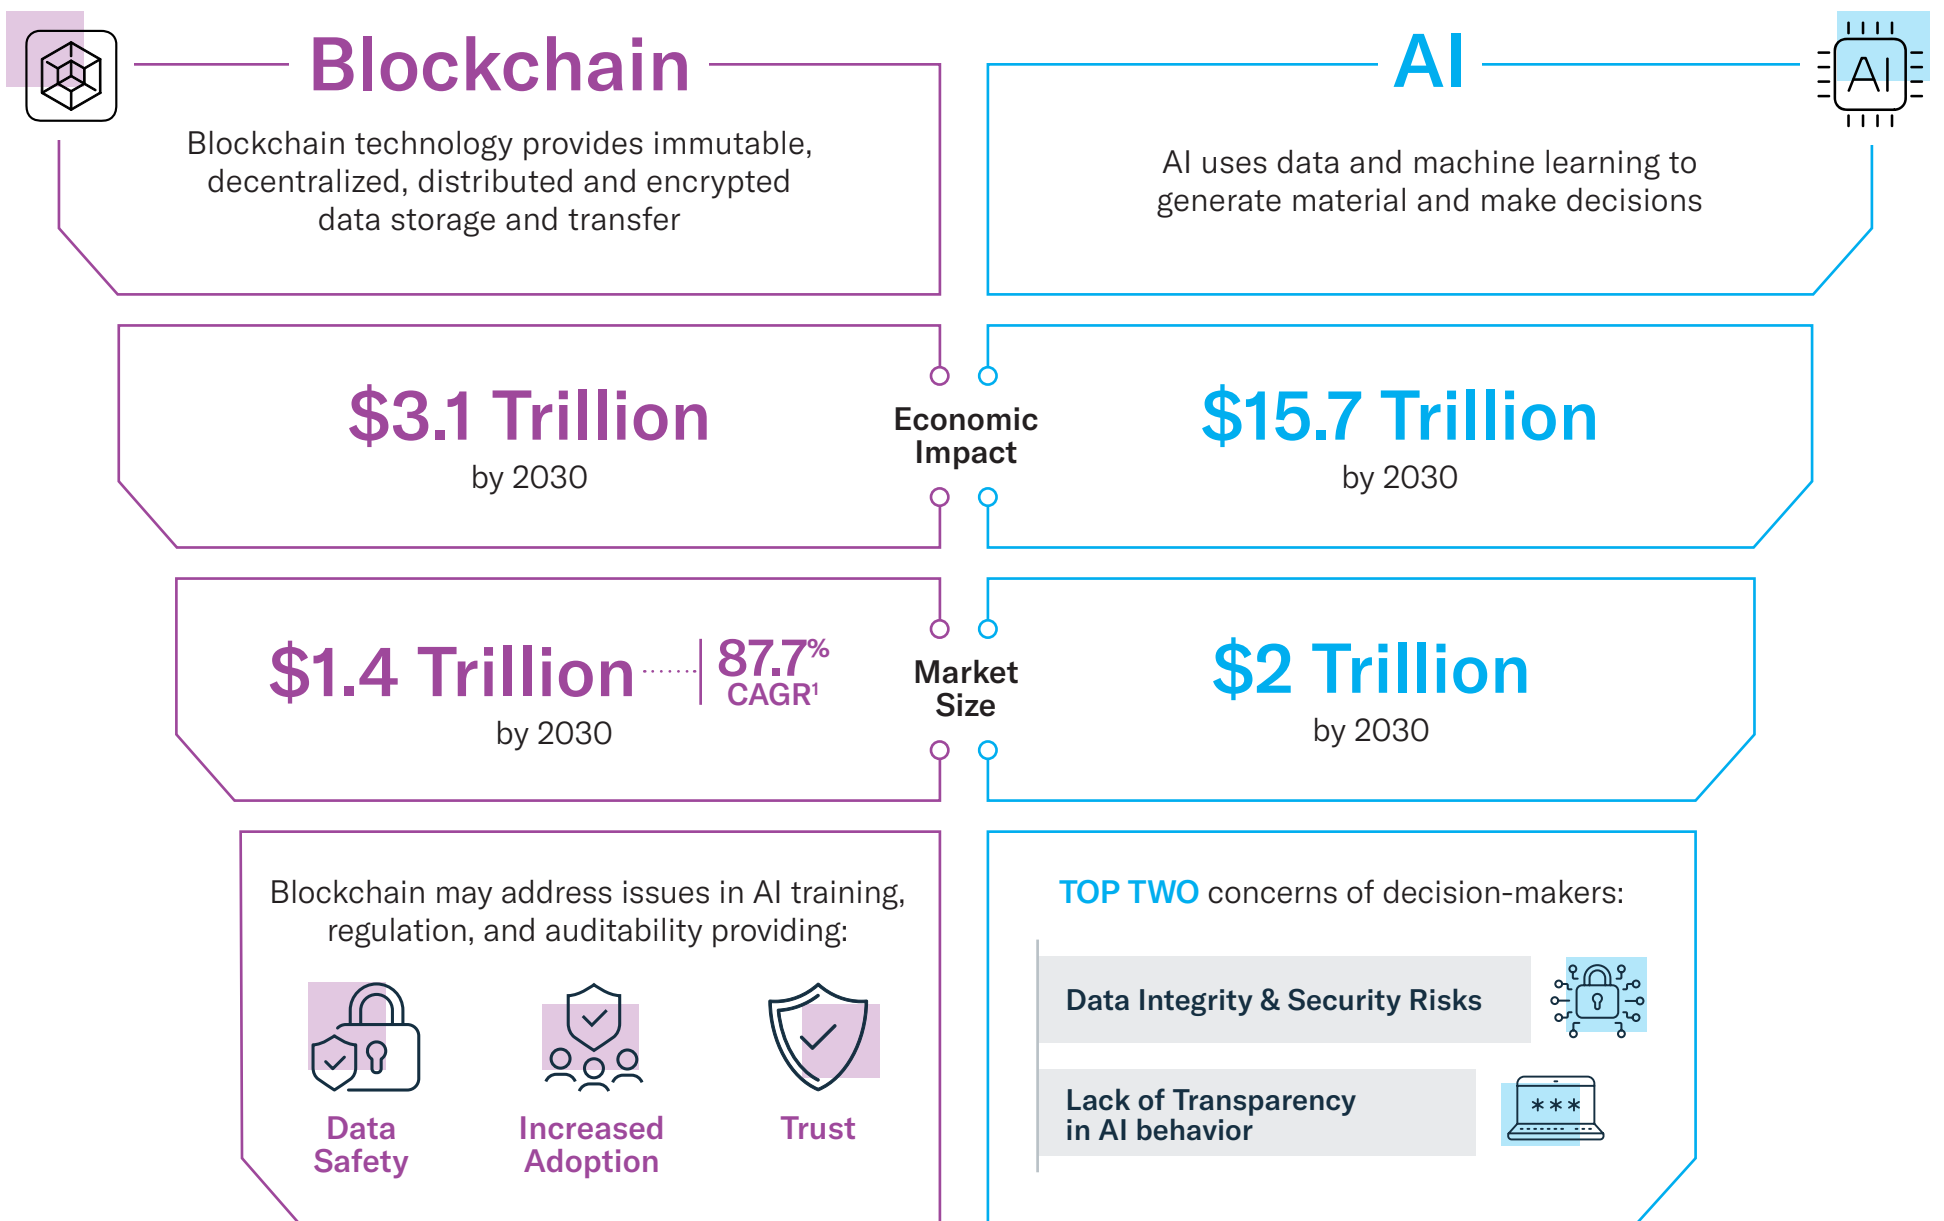 Blockchain
Blockchain technology provides immutable,
decentralized, distributed and encrypted
data storage and transfer
AI
AI
AI uses data and machine learning to
generate material and make decisions
$3.1 Trillion
by 2030
Economic
Impact
$15.7 Trillion
by 2030
$1.4 Trillion
by 2030
87.7%
CAGR¹
Market
Size
$2 Trillion
by 2030
Blockchain may address issues in AI training,
regulation, and auditability providing:
Data
Safety
Increased
Adoption
Trust
TOP TWO concerns of decision-makers:
Data Integrity & Security Risks
Lack of Transparency
in AI behavior
***